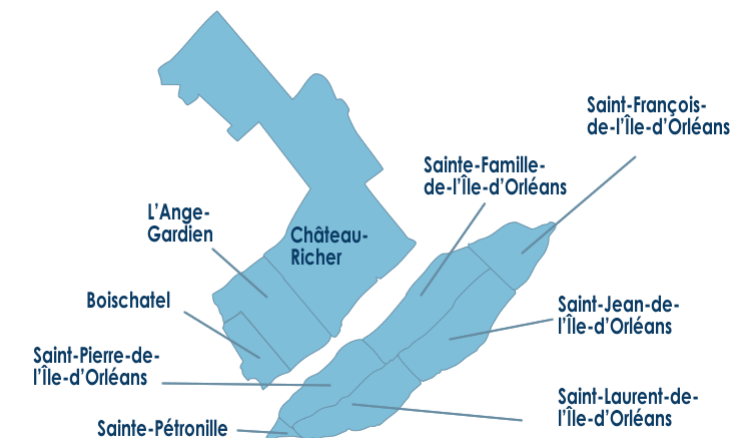 Saint-François-
de-l'Île-d'Orléans
Sainte-Famille-
de-l'Île-d'Orléans
L'Ange-
Gardien
Château-
Richer
Boischatel
Saint-Jean-de-
l'Île-d'Orléans
Saint-Pierre-de-
l'Île-d'Orléans
Saint-Laurent-de-
l'Île-d'Orléans
Sainte-Pétronille